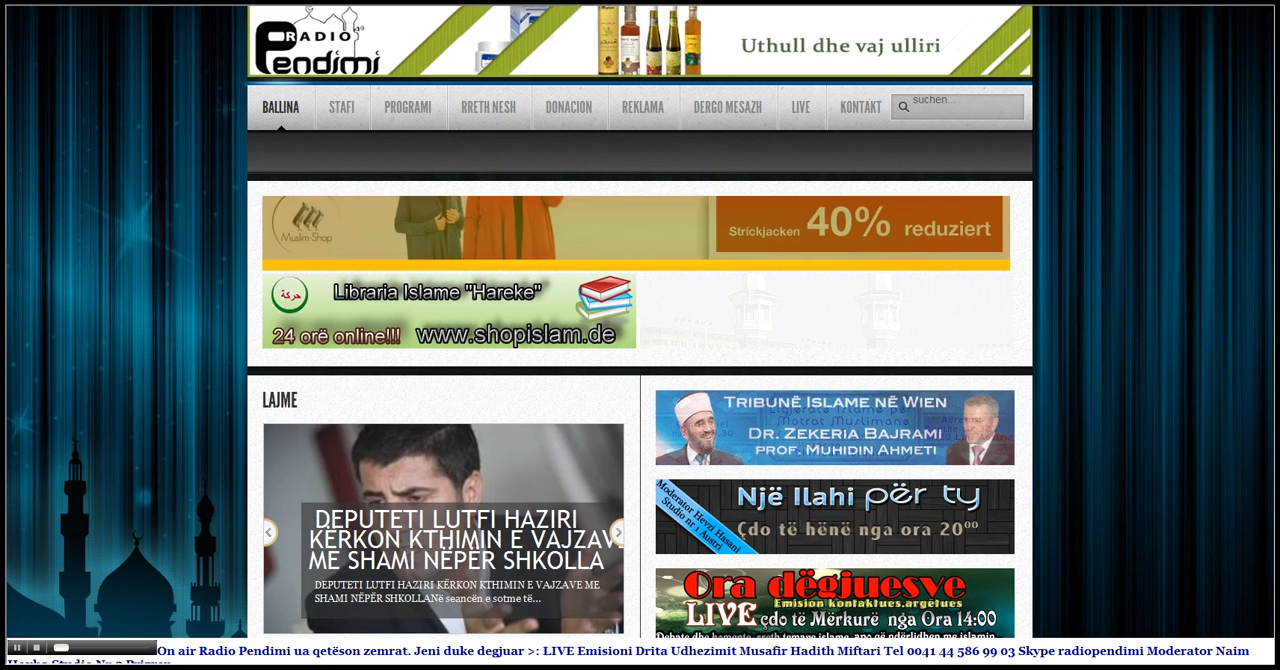 RADIO
Pendimi
Uthull dhe vaj ulliri
BALLINA
STAFI
PROGRAMI
RRETH NESH
DONACION
REKLAMA
DERGO MESAZH
LIVE
KONTAKT
suchen...
Muslim-Shop
Strickjacken 40% reduziert
Libraria Islame "Hareke"
حركة
24 orë online!!! www.shopislam.de
LAJME
DEPUTETI LUTFI HAZIRI
KËRKON KTHIMIN E VAJZAVE
ME SHAMI NËPËR SHKOLLA
DEPUTETI LUTFI HAZIRI KËRKON KTHIMIN E VAJZAVE ME
SHAMI NËPËR SHKOLLANë seancën e sotme të...
TRIBUNË ISLAME NË WIEN
DR. ZEKERIA BAJRAMI
PROF. MUHIDIN AHMETI
Moderator Hevzi Hasani
Studio nr 1 Austri
Një Ilahi për ty
Çdo të hënë nga ora 20⁰⁰
Ora dëgjuesve
LIVE
Emision kontaktues,argëtues
çdo të Mërkurë nga Ora 14:00
On air Radio Pendimi ua qetëson zemrat. Jeni duke degjuar >: LIVE Emisioni Drita Udhezimit Musafir Hadith Miftari Tel 0041 44 586 99 03 Skype radiopendimi Moderator Naim